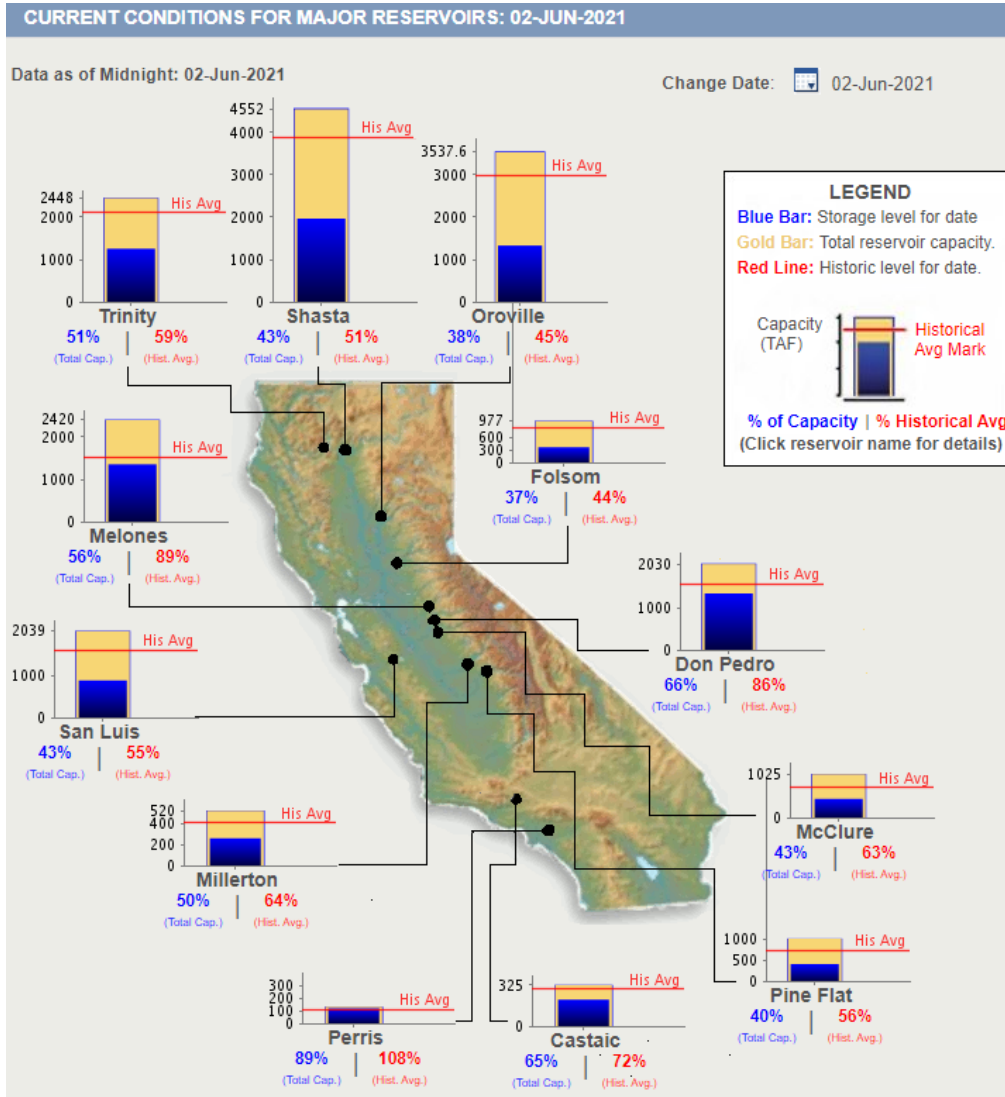 CURRENT CONDITIONS FOR MAJOR RESERVOIRS: 02-JUN-2021
Data as of Midnight: 02-Jun-2021
Change Date: 02-Jun-2021
4552
4000
3000
2000
1000
0
His Avg
Shasta
43% | 51%
(Total Cap.) (Hist. Avg.)
3537.6
3000
2000
1000
0
His Avg
Oroville
38% | 45%
(Total Cap.) (Hist. Avg.)
2448
2000
1000
0
His Avg
Trinity
51% | 59%
(Total Cap.) (Hist. Avg.)
LEGEND
Blue Bar: Storage level for date
Gold Bar: Total reservoir capacity.
Red Line: Historic level for date.
Capacity
(TAF)
Historical
Avg Mark
% of Capacity | % Historical Avg
(Click reservoir name for details)
2420
2000
1000
0
His Avg
Melones
56% | 89%
(Total Cap.) (Hist. Avg.)
977
600
300
0
His Avg
Folsom
37% | 44%
(Total Cap.) (Hist. Avg.)
2030
1000
0
His Avg
Don Pedro
66% | 86%
(Total Cap.) (Hist. Avg.)
2039
1000
0
His Avg
San Luis
43% | 55%
(Total Cap.) (Hist. Avg.)
1025
0
His Avg
McClure
43% | 63%
(Total Cap.) (Hist. Avg.)
520
400
200
0
His Avg
Millerton
50% | 64%
(Total Cap.) (Hist. Avg.)
1000
500
0
His Avg
Pine Flat
40% | 56%
(Total Cap.) (Hist. Avg.)
300
200
100
0
His Avg
Perris
89% | 108%
(Total Cap.) (Hist. Avg.)
325
0
His Avg
Castaic
65% | 72%
(Total Cap.) (Hist. Avg.)